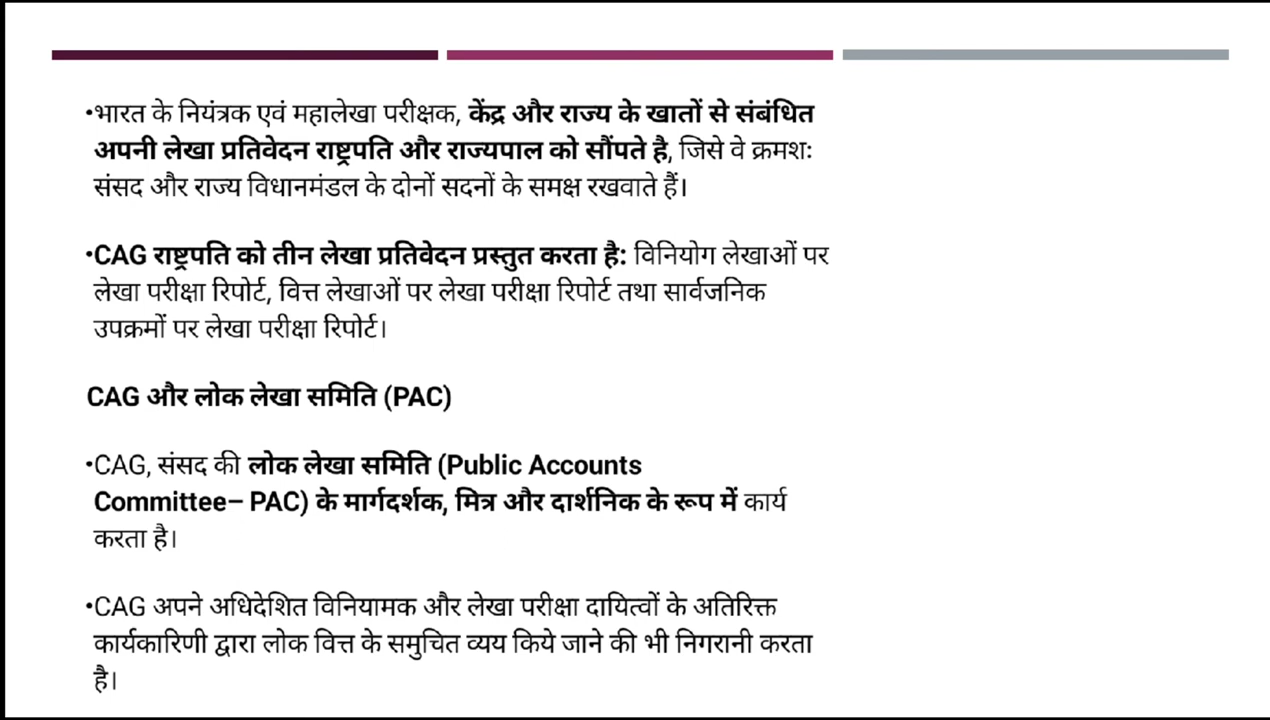 •भारत के नियंत्रक एवं महालेखा परीक्षक, केंद्र और राज्य के खातों से संबंधित
अपनी लेखा प्रतिवेदन राष्ट्रपति और राज्यपाल को सौंपते है, जिसे वे क्रमशः
संसद और राज्य विधानमंडल के दोनों सदनों के समक्ष रखवाते हैं।
•CAG राष्ट्रपति को तीन लेखा प्रतिवेदन प्रस्तुत करता है: विनियोग लेखाओं पर
लेखा परीक्षा रिपोर्ट, वित्त लेखाओं पर लेखा परीक्षा रिपोर्ट तथा सार्वजनिक
उपक्रमों पर लेखा परीक्षा रिपोर्ट।
CAG और लोक लेखा समिति (PAC)
•CAG, संसद की लोक लेखा समिति (Public Accounts
Committee– PAC) के मार्गदर्शक, मित्र और दार्शनिक के रूप में कार्य
करता है।
•CAG अपने अधिदेशित विनियामक और लेखा परीक्षा दायित्वों के अतिरिक्त
कार्यकारिणी द्वारा लोक वित्त के समुचित व्यय किये जाने की भी निगरानी करता
है।